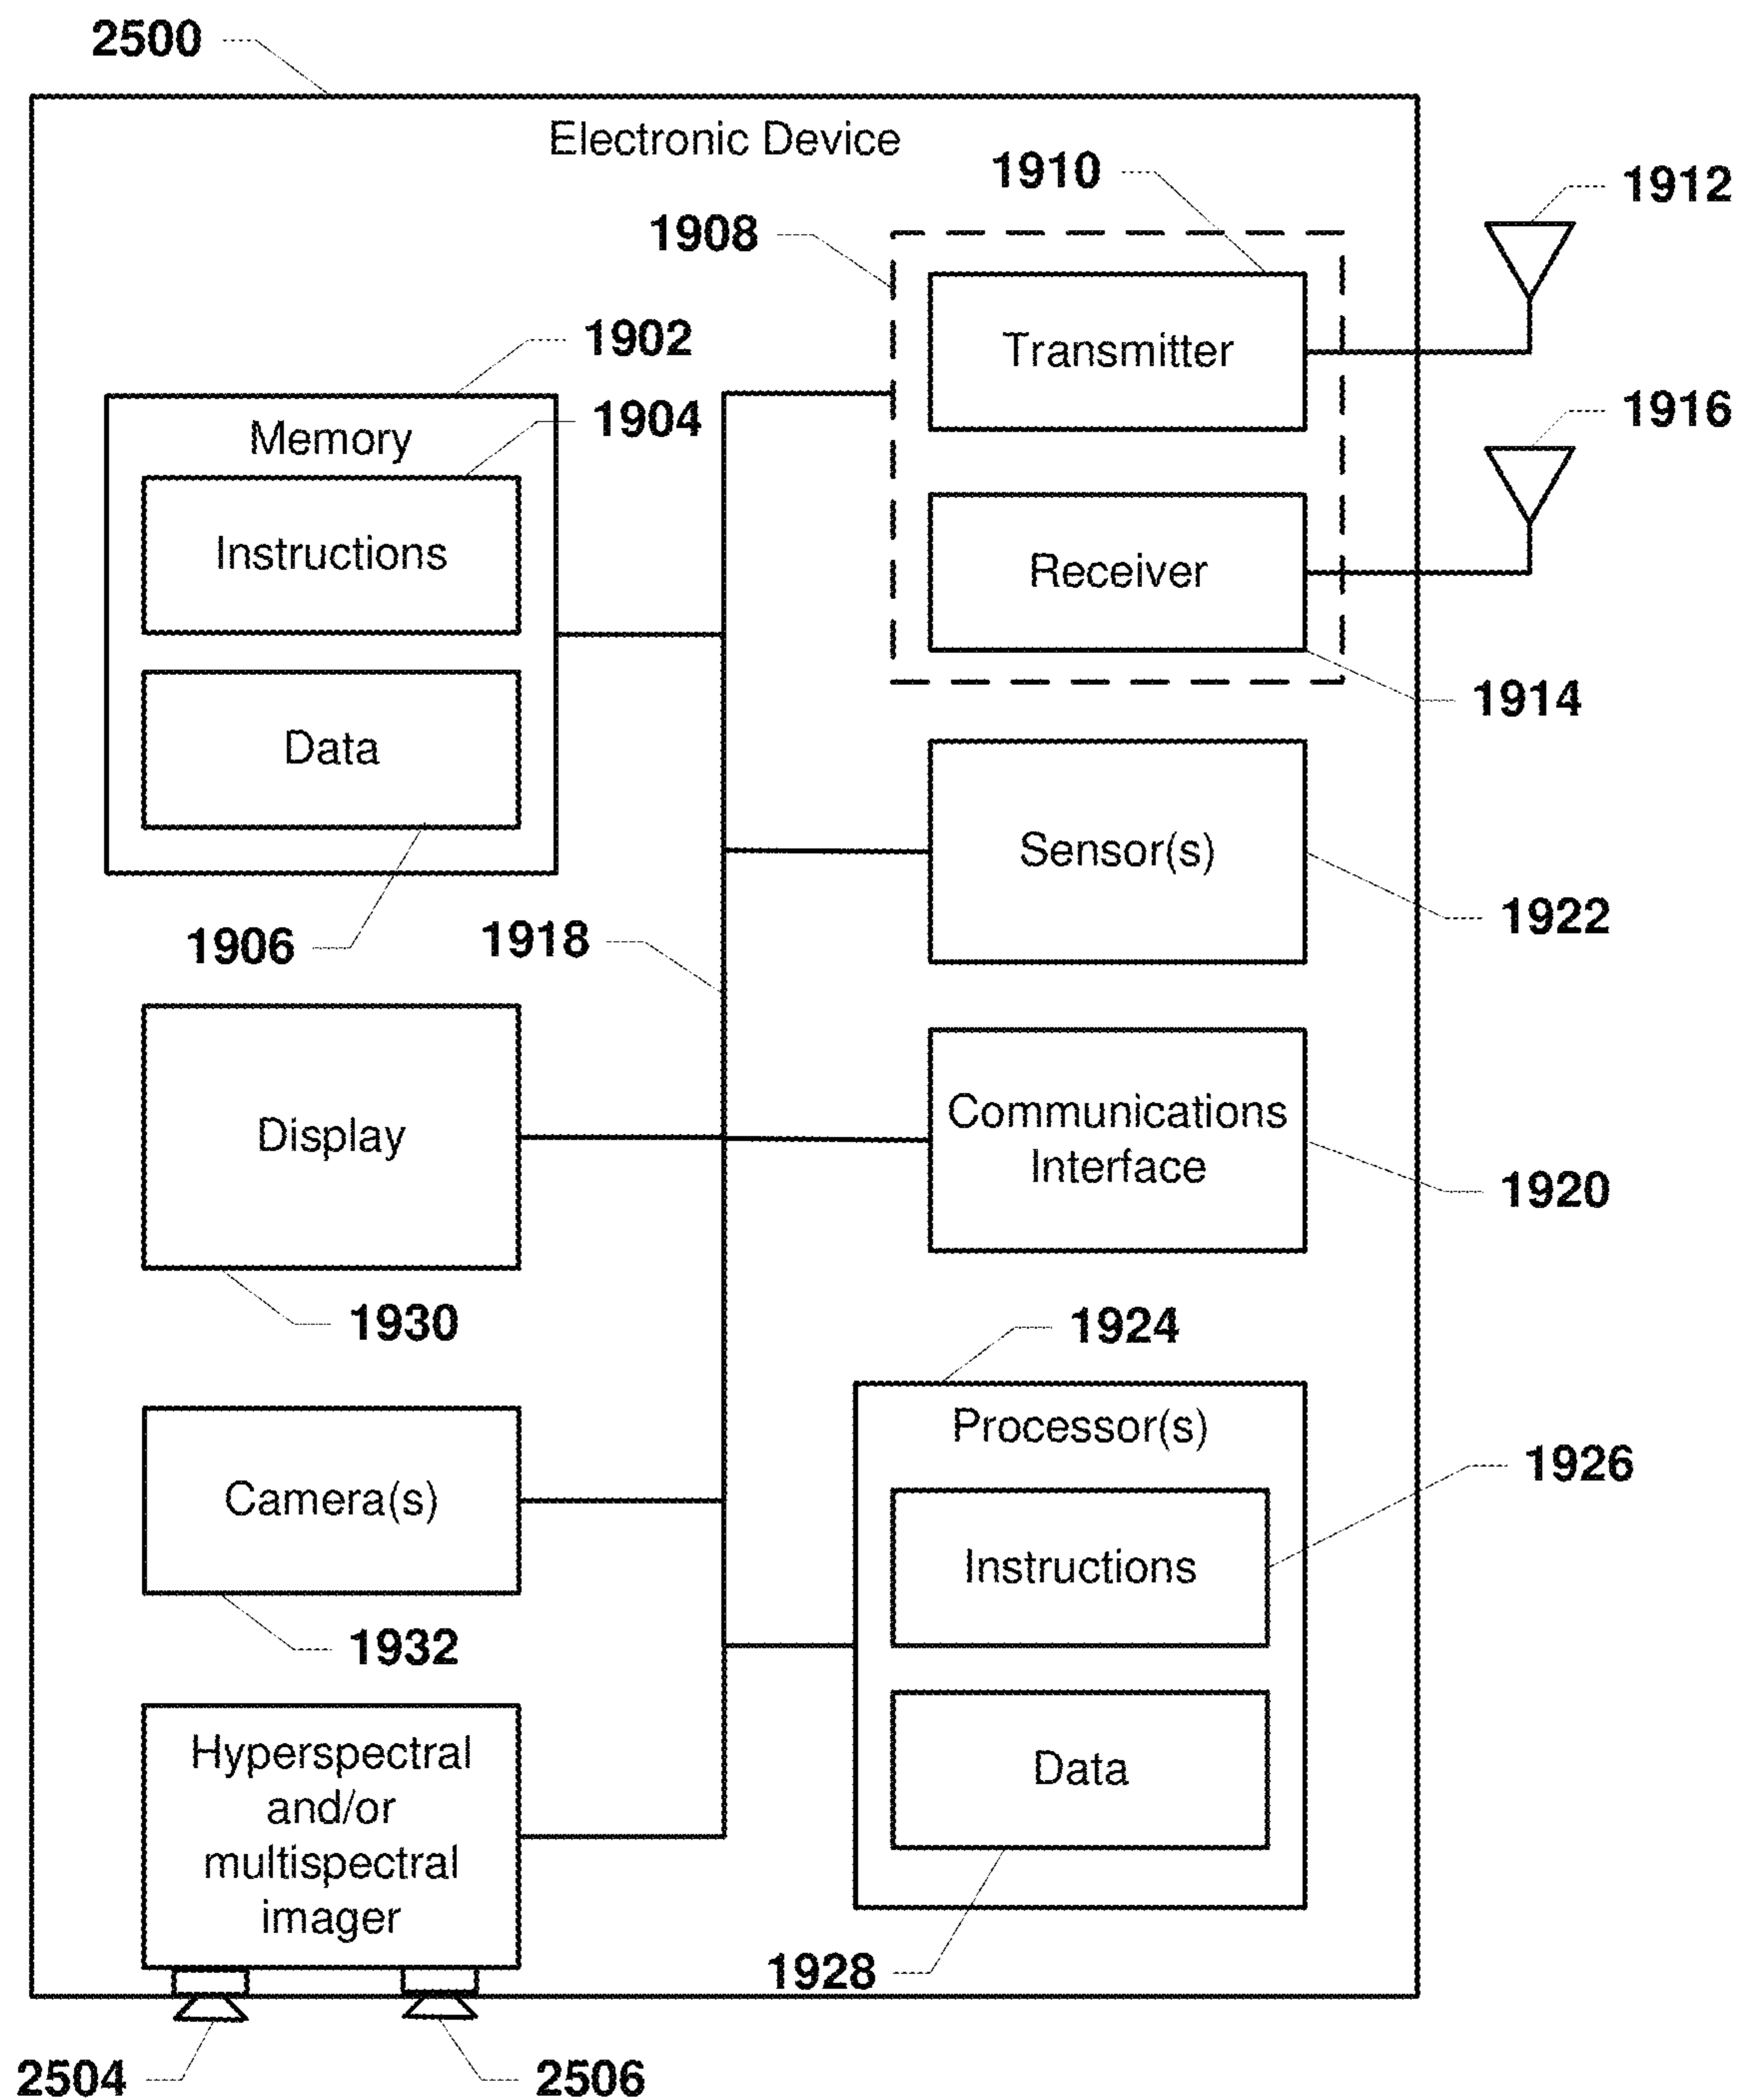 2500
Electronic Device
1910
1912
1908
Transmitter
1902
1904
Memory
1916
Instructions
Receiver
1914
Data
Sensor(s)
1922
1906
1918
Display
Communications
Interface
1920
1930
1924
Processor(s)
1926
Camera(s)
Instructions
1932
Hyperspectral
and/or
multispectral
imager
Data
1928
2504
2506